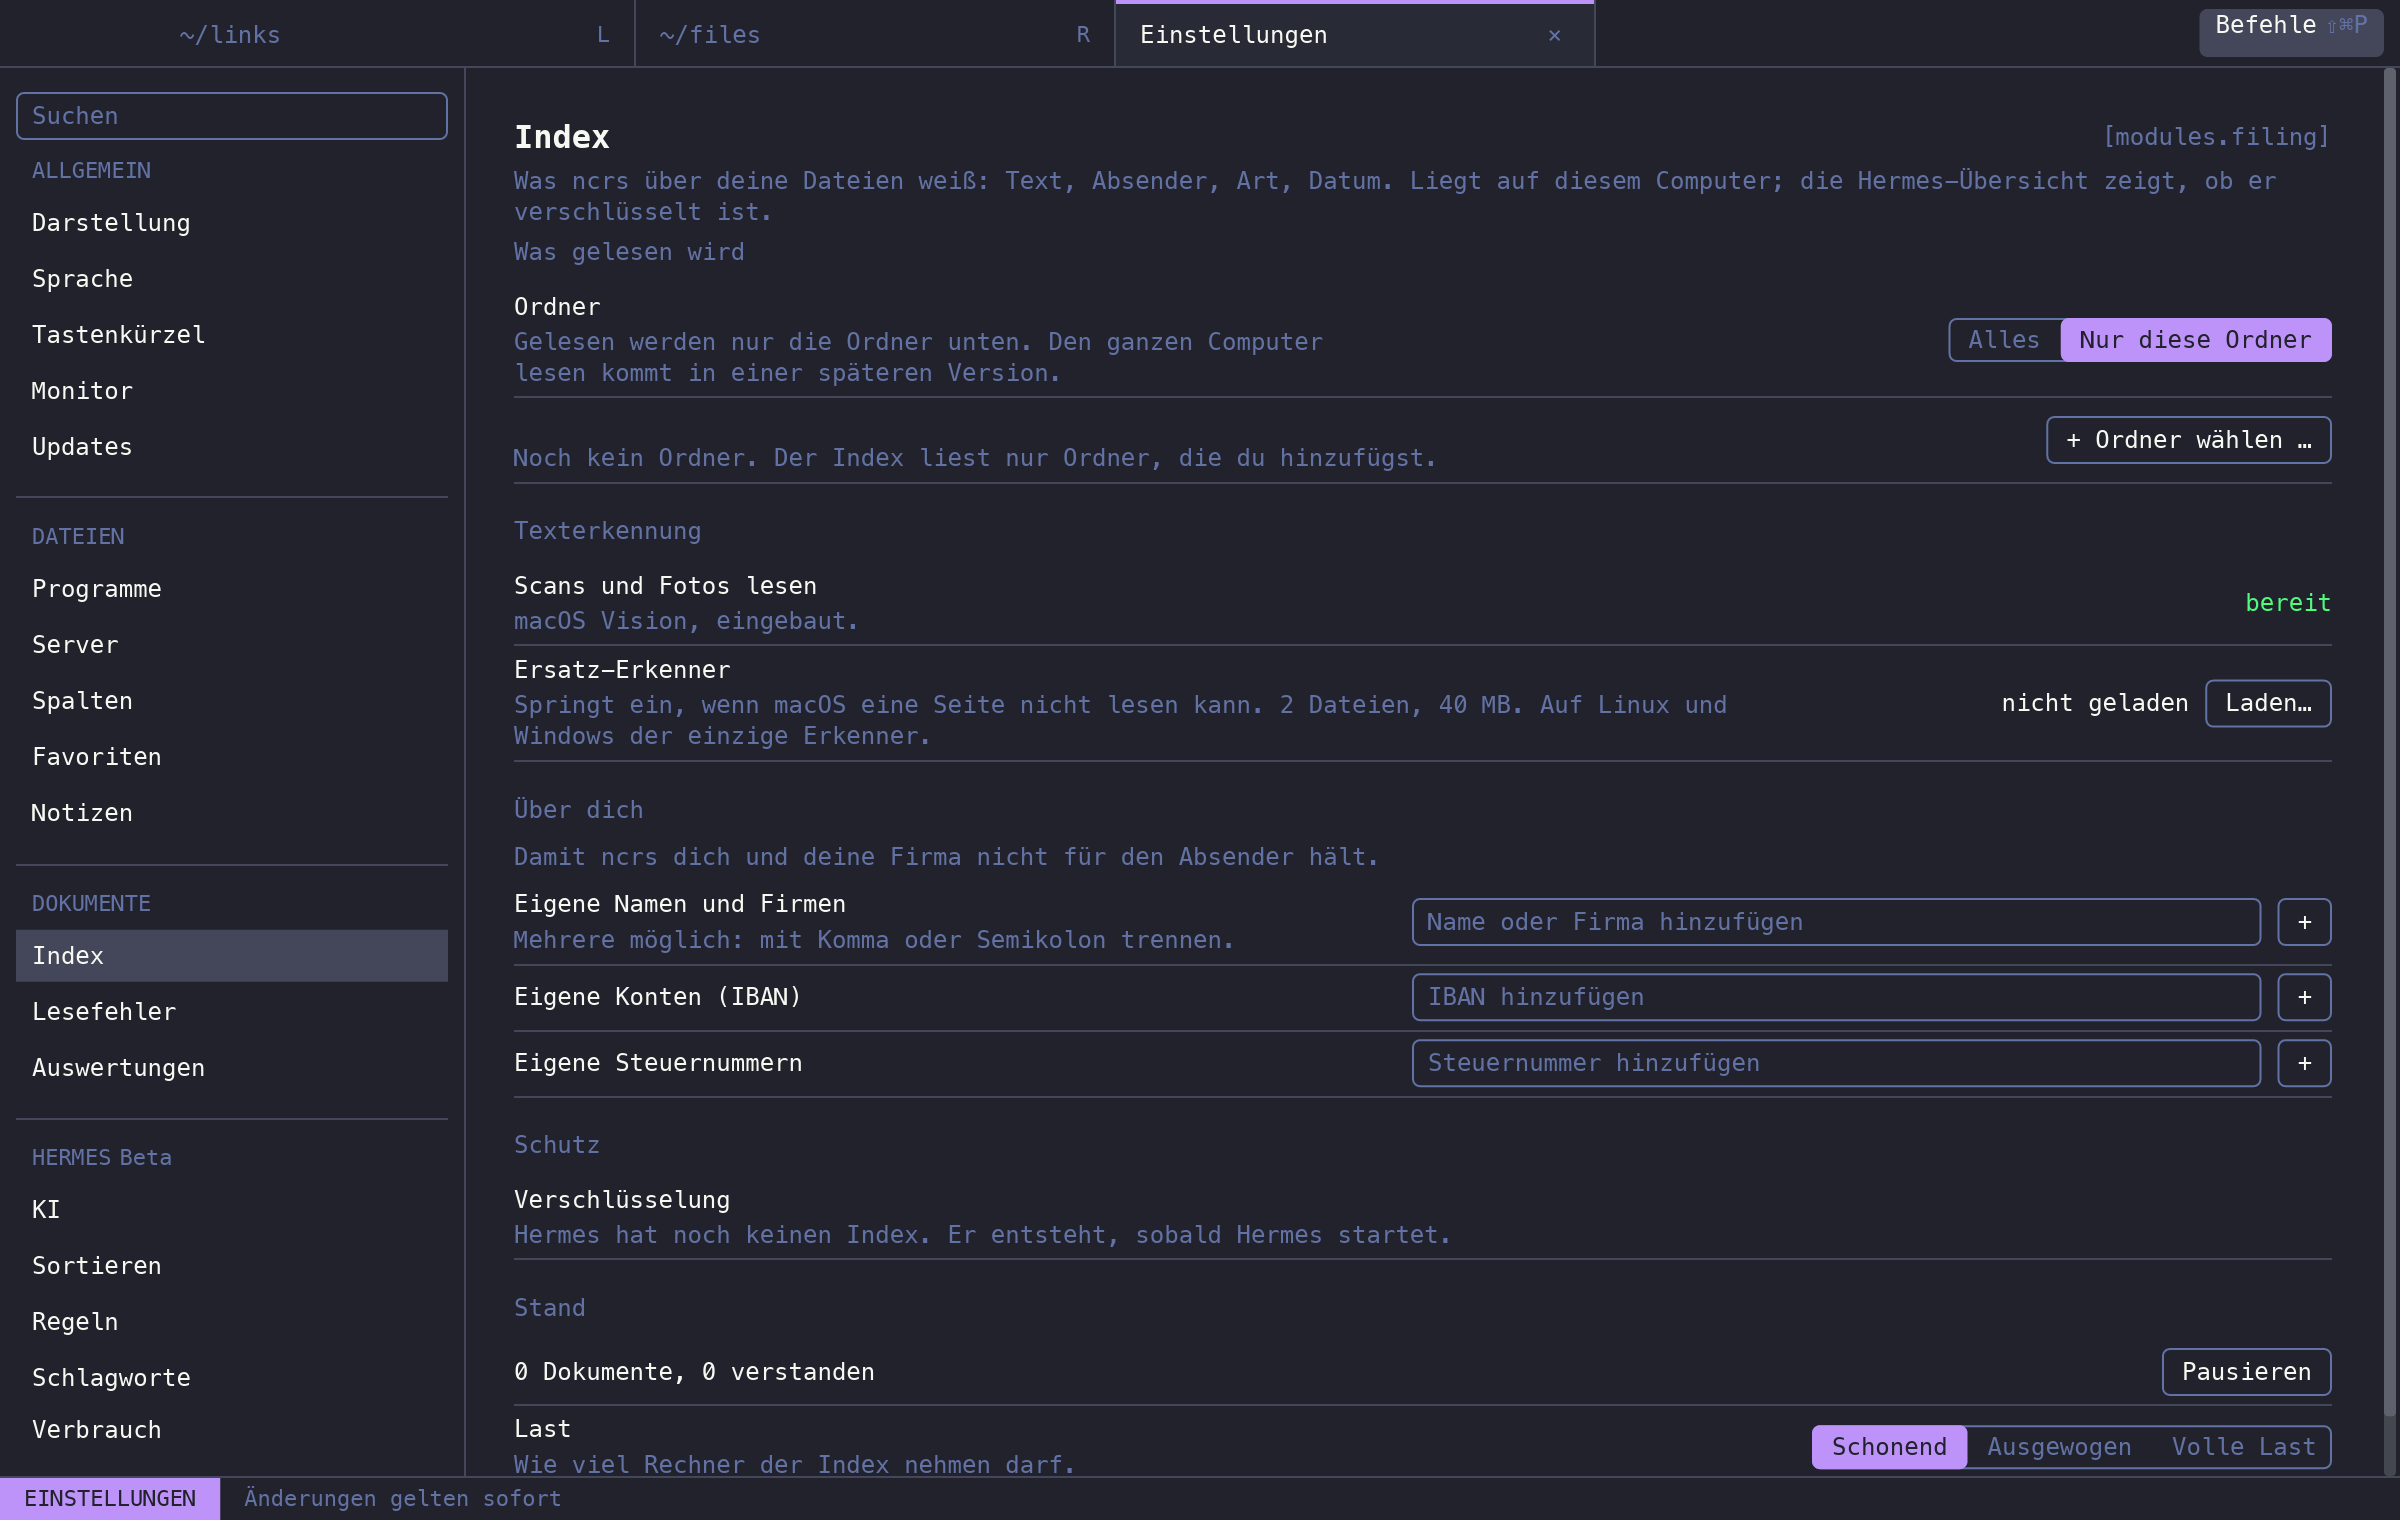 ~/links L ~/files R Einstellungen × Befehle ⇧⌘P
Suchen
ALLGEMEIN
Darstellung
Sprache
Tastenkürzel
Monitor
Updates
DATEIEN
Programme
Server
Spalten
Favoriten
Notizen
DOKUMENTE
Index
Lesefehler
Auswertungen
HERMES Beta
KI
Sortieren
Regeln
Schlagworte
Verbrauch
Index [modules.filing]
Was ncrs über deine Dateien weiß: Text, Absender, Art, Datum. Liegt auf diesem Computer; die Hermes-Übersicht zeigt, ob er
verschlüsselt ist.
Was gelesen wird
Ordner
Gelesen werden nur die Ordner unten. Den ganzen Computer
lesen kommt in einer späteren Version.
Alles Nur diese Ordner
Noch kein Ordner. Der Index liest nur Ordner, die du hinzufügst.
+ Ordner wählen …
Texterkennung
Scans und Fotos lesen
macOS Vision, eingebaut.
bereit
Ersatz-Erkenner
Springt ein, wenn macOS eine Seite nicht lesen kann. 2 Dateien, 40 MB. Auf Linux und
Windows der einzige Erkenner.
nicht geladen Laden…
Über dich
Damit ncrs dich und deine Firma nicht für den Absender hält.
Eigene Namen und Firmen
Mehrere möglich: mit Komma oder Semikolon trennen.
Name oder Firma hinzufügen +
Eigene Konten (IBAN) IBAN hinzufügen +
Eigene Steuernummern Steuernummer hinzufügen +
Schutz
Verschlüsselung
Hermes hat noch keinen Index. Er entsteht, sobald Hermes startet.
Stand
0 Dokumente, 0 verstanden Pausieren
Last
Wie viel Rechner der Index nehmen darf.
Schonend Ausgewogen Volle Last
EINSTELLUNGEN Änderungen gelten sofort